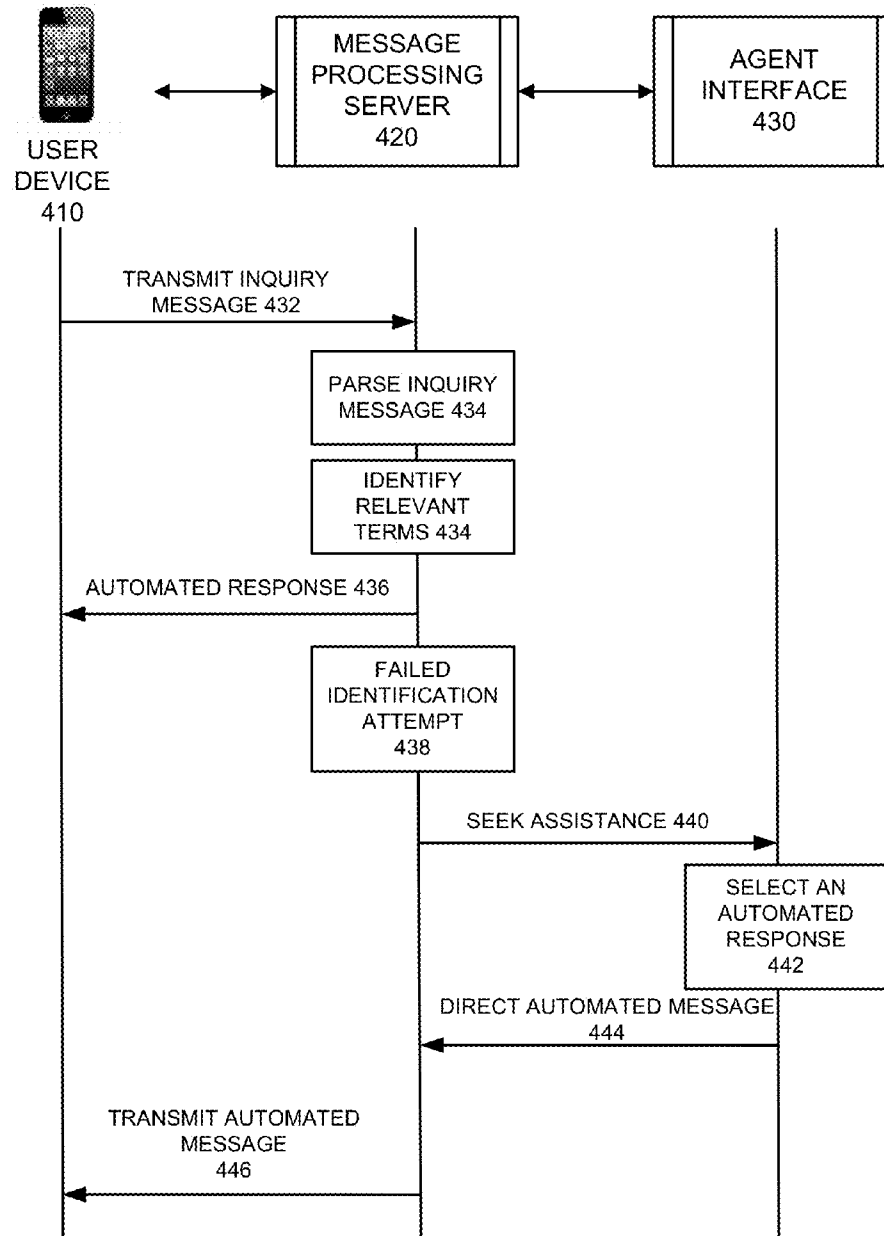 USER
DEVICE
410
MESSAGE
PROCESSING
SERVER
420
AGENT
INTERFACE
430
TRANSMIT INQUIRY
MESSAGE 432
PARSE INQUIRY
MESSAGE 434
IDENTIFY
RELEVANT
TERMS 434
AUTOMATED RESPONSE 436
FAILED
IDENTIFICATION
ATTEMPT
438
SEEK ASSISTANCE 440
SELECT AN
AUTOMATED
RESPONSE
442
DIRECT AUTOMATED MESSAGE
444
TRANSMIT AUTOMATED
MESSAGE
446